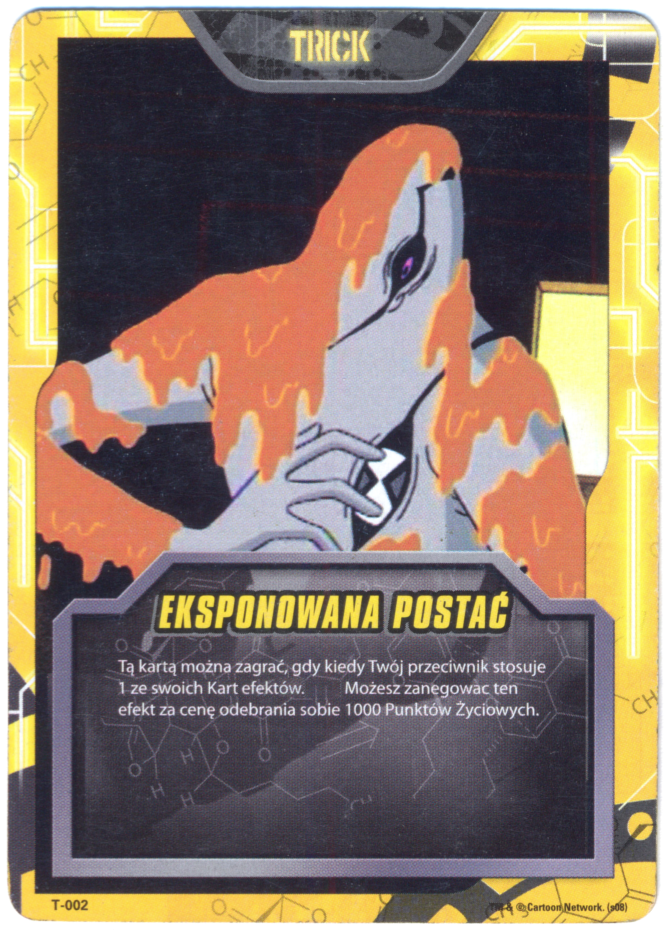 TRICK
EKSPONOWANA POSTAĆ
Tą kartą można zagrać, gdy kiedy Twój przeciwnik stosuje
1 ze swoich Kart efektów. Możesz zanegowac ten
efekt za cenę odebrania sobie 1000 Punktów Życiowych.
T-002
TM & © Cartoon Network. (s08)